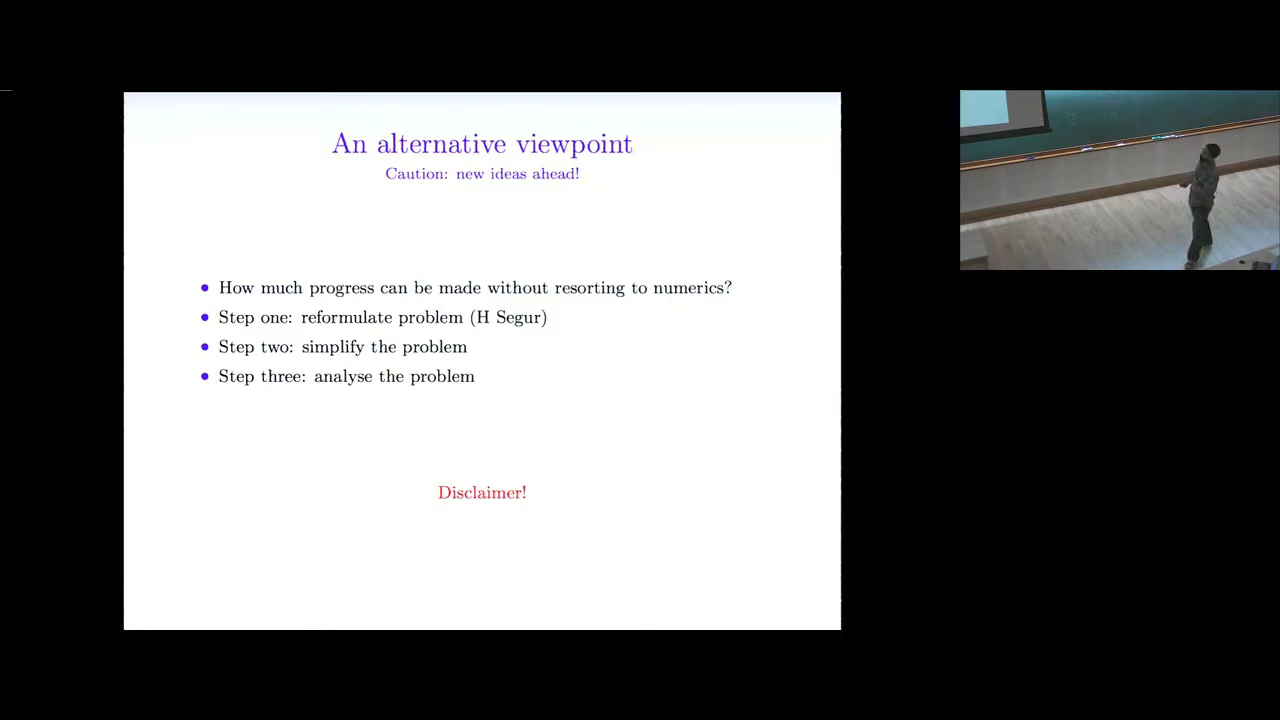 An alternative viewpoint
Caution: new ideas ahead!
• How much progress can be made without resorting to numerics?
• Step one: reformulate problem (H Segur)
• Step two: simplify the problem
• Step three: analyse the problem
Disclaimer!